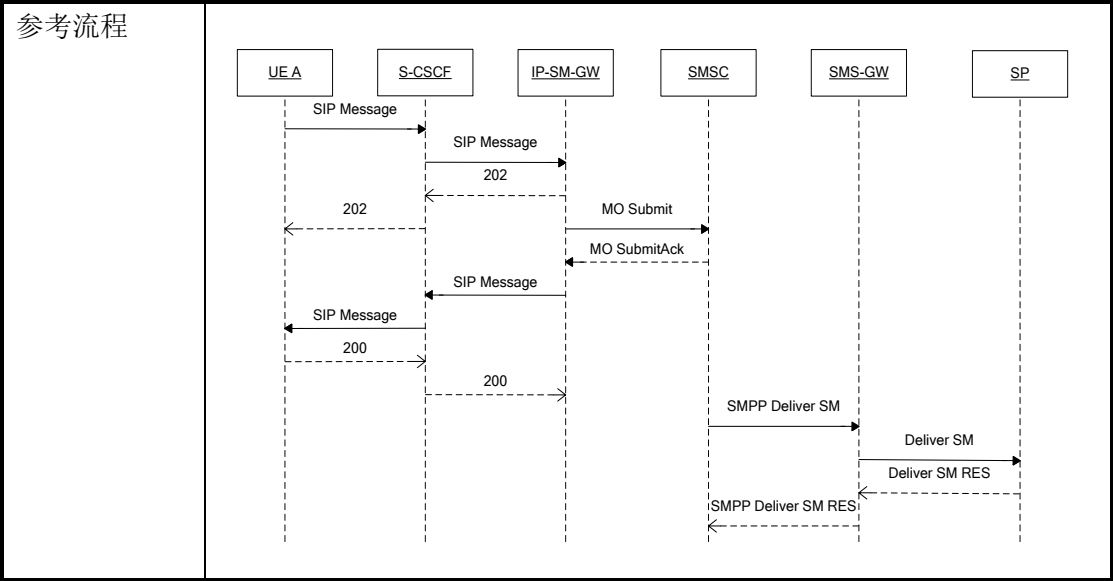 参考流程
UE A
S-CSCF
IP-SM-GW
SMSC
SMS-GW
SP
SIP Message
SIP Message
202
202
MO Submit
MO SubmitAck
SIP Message
SIP Message
200
200
SMPP Deliver SM
Deliver SM
Deliver SM RES
SMPP Deliver SM RES